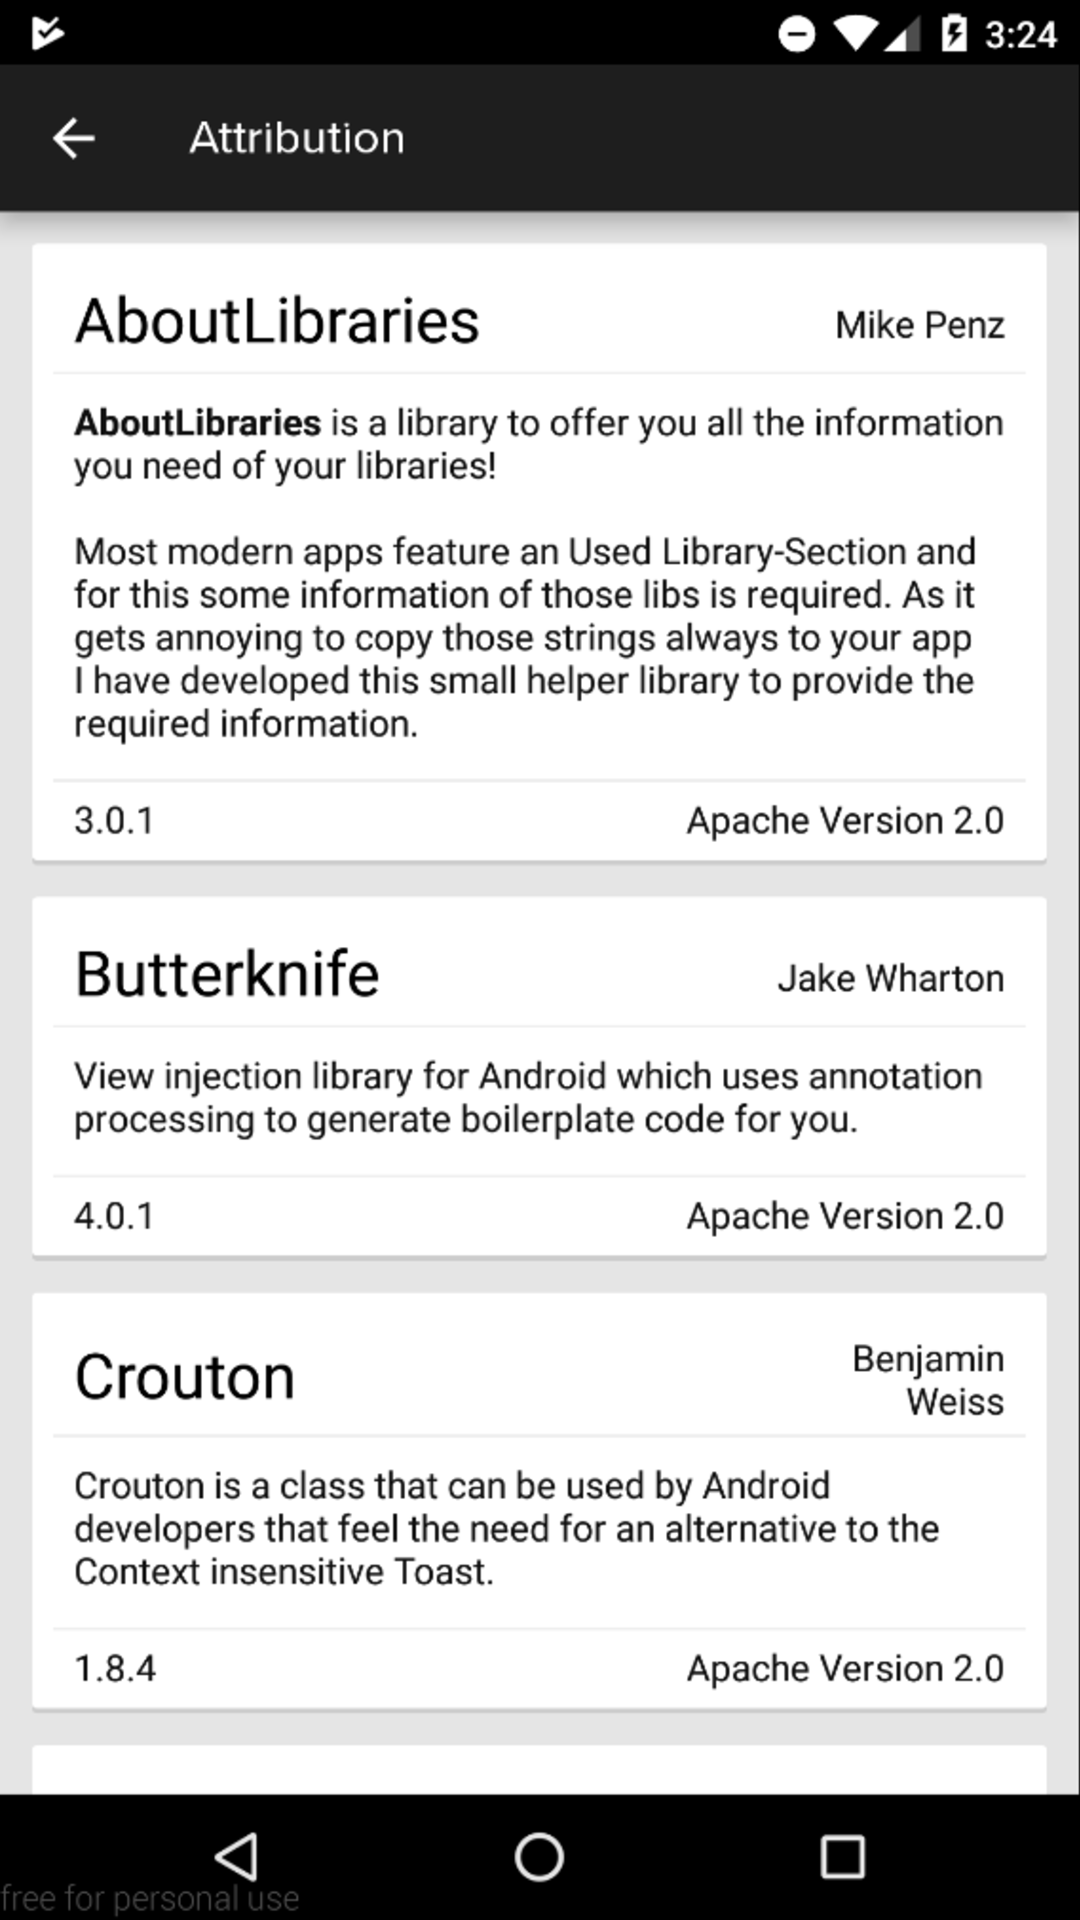 3:24
Attribution
AboutLibraries
Mike Penz
AboutLibraries is a library to offer you all the information
you need of your libraries!
Most modern apps feature an Used Library-Section and
for this some information of those libs is required. As it
gets annoying to copy those strings always to your app
I have developed this small helper library to provide the
required information.
3.0.1
Apache Version 2.0
Butterknife
Jake Wharton
View injection library for Android which uses annotation
processing to generate boilerplate code for you.
4.0.1
Apache Version 2.0
Crouton
Benjamin
Weiss
Crouton is a class that can be used by Android
developers that feel the need for an alternative to the
Context insensitive Toast.
1.8.4
Apache Version 2.0
free for personal use